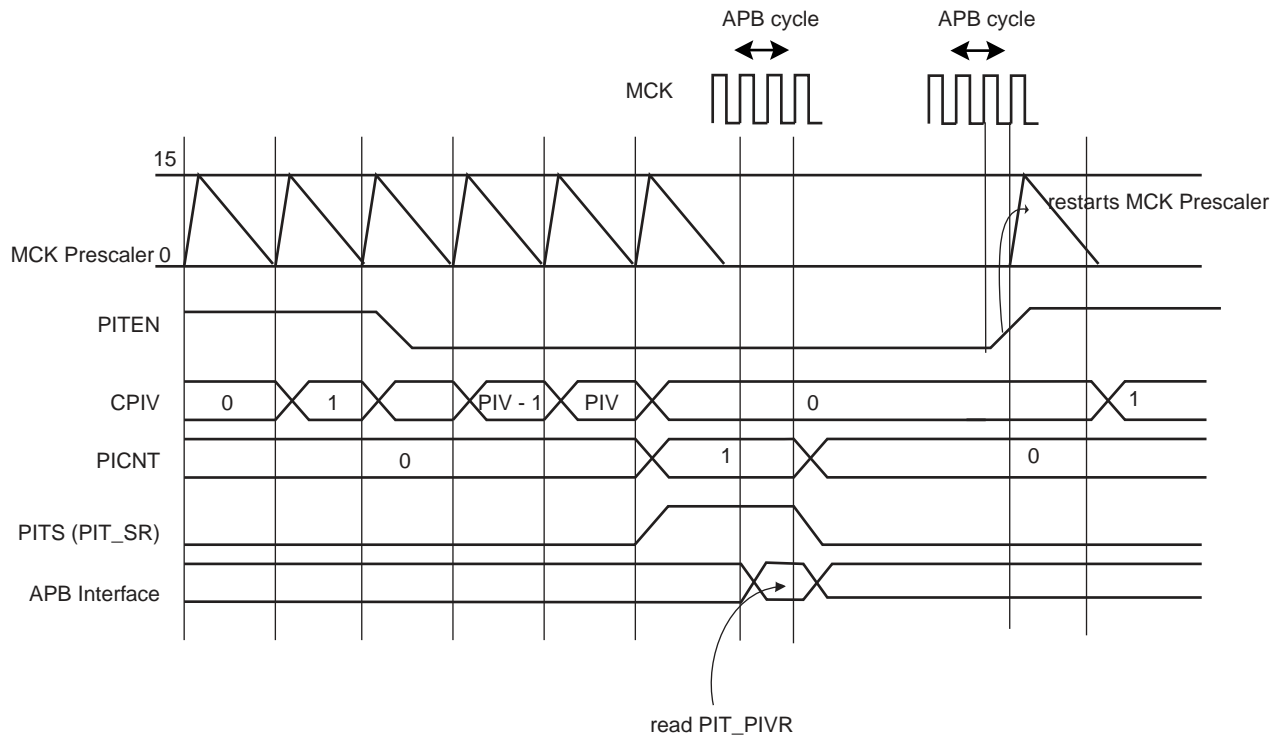 APB cycle
APB cycle
MCK
15
restarts MCK Prescaler
MCK Prescaler 0
PITEN
CPIV
0
1
PIV - 1
PIV
0
1
PICNT
0
1
0
PITS (PIT_SR)
APB Interface
read PIT_PIVR